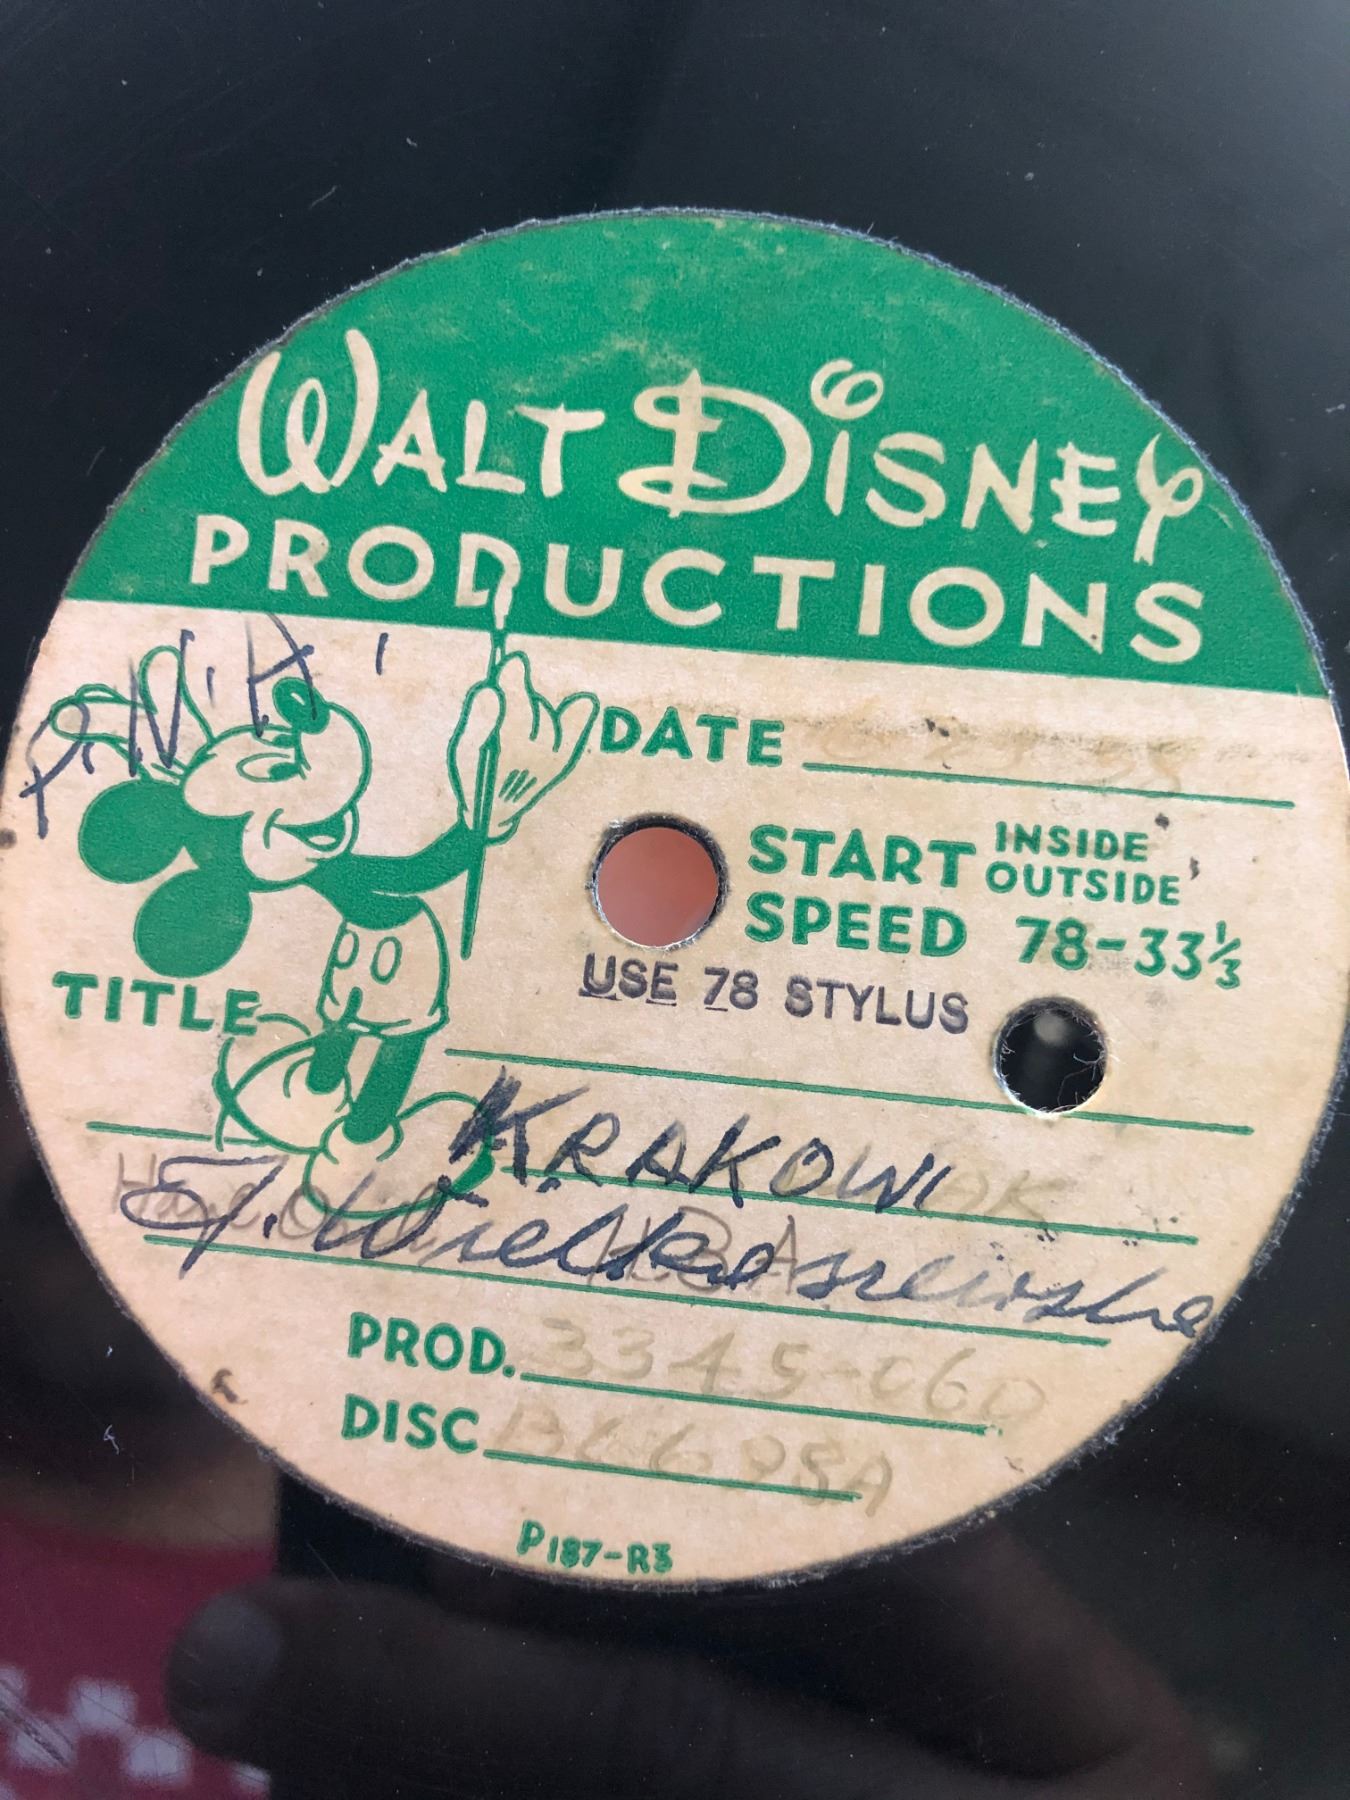 WALT DISNEY
PRODUCTIONS
P. N. H.
DATE
START INSIDE OUTSIDE
SPEED 78-33⅓
USE 78 STYLUS
TITLE
KRAKOWIAK
PROD. 3345-060
DISC
P187-R3